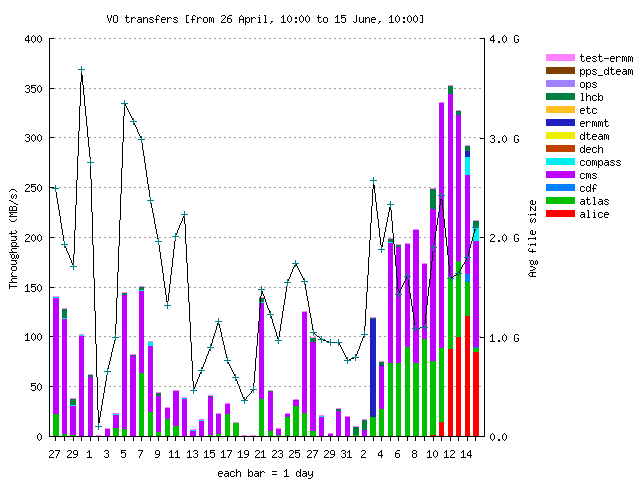 VO transfers [from 26 April, 10:00 to 15 June, 10:00]
400 4.0 G
350
300 3.0 G
250
200 2.0 G
150
100 1.0 G
50
0 0.0
Throughput (MB/s)
Avg file size
27 29 1 3 5 7 9 11 13 15 17 19 21 23 25 27 29 31 2 4 6 8 10 12 14
each bar = 1 day
test-ermm
pps_dteam
ops
lhcb
etc
ermmt
dteam
dech
compass
cms
cdf
atlas
alice